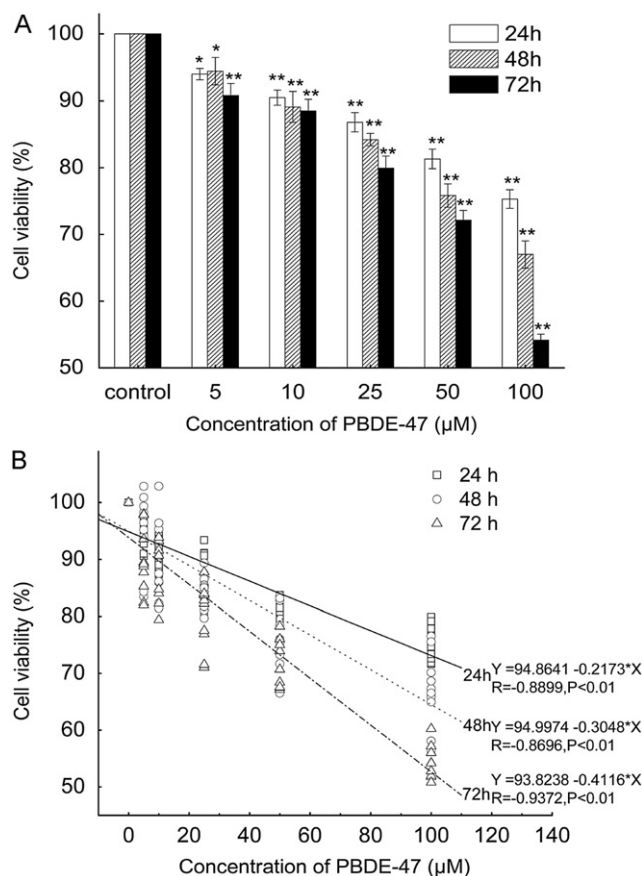 A
24h
48h
72h
Cell viability (%)
100
90
80
70
60
50
* * ** ** ** ** ** ** ** ** ** ** ** ** **
control 5 10 25 50 100
Concentration of PBDE-47 (µM)
B
24 h
48 h
72 h
Cell viability (%)
100
90
80
70
60
50
24h Y =94.8641 -0.2173*X
R=-0.8899,P<0.01
48h Y =94.9974 -0.3048*X
R=-0.8696,P<0.01
72h Y =93.8238 -0.4116*X
R=-0.9372,P<0.01
0 20 40 60 80 100 120 140
Concentration of PBDE-47 (µM)